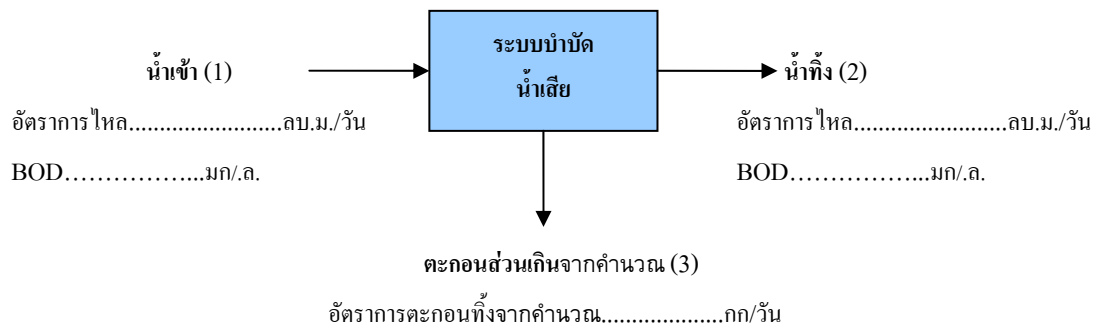 ระบบบำบัด
น้ำเสีย
น้ำเข้า (1)
น้ำทิ้ง (2)
อัตราการไหล..........................ลบ.ม./วัน
อัตราการไหล..........................ลบ.ม./วัน
BOD………………...มก/.ล.
BOD………………...มก/.ล.
ตะกอนส่วนเกินจากคำนวณ (3)
อัตราการตะกอนทิ้งจากคำนวณ....................กก/วัน